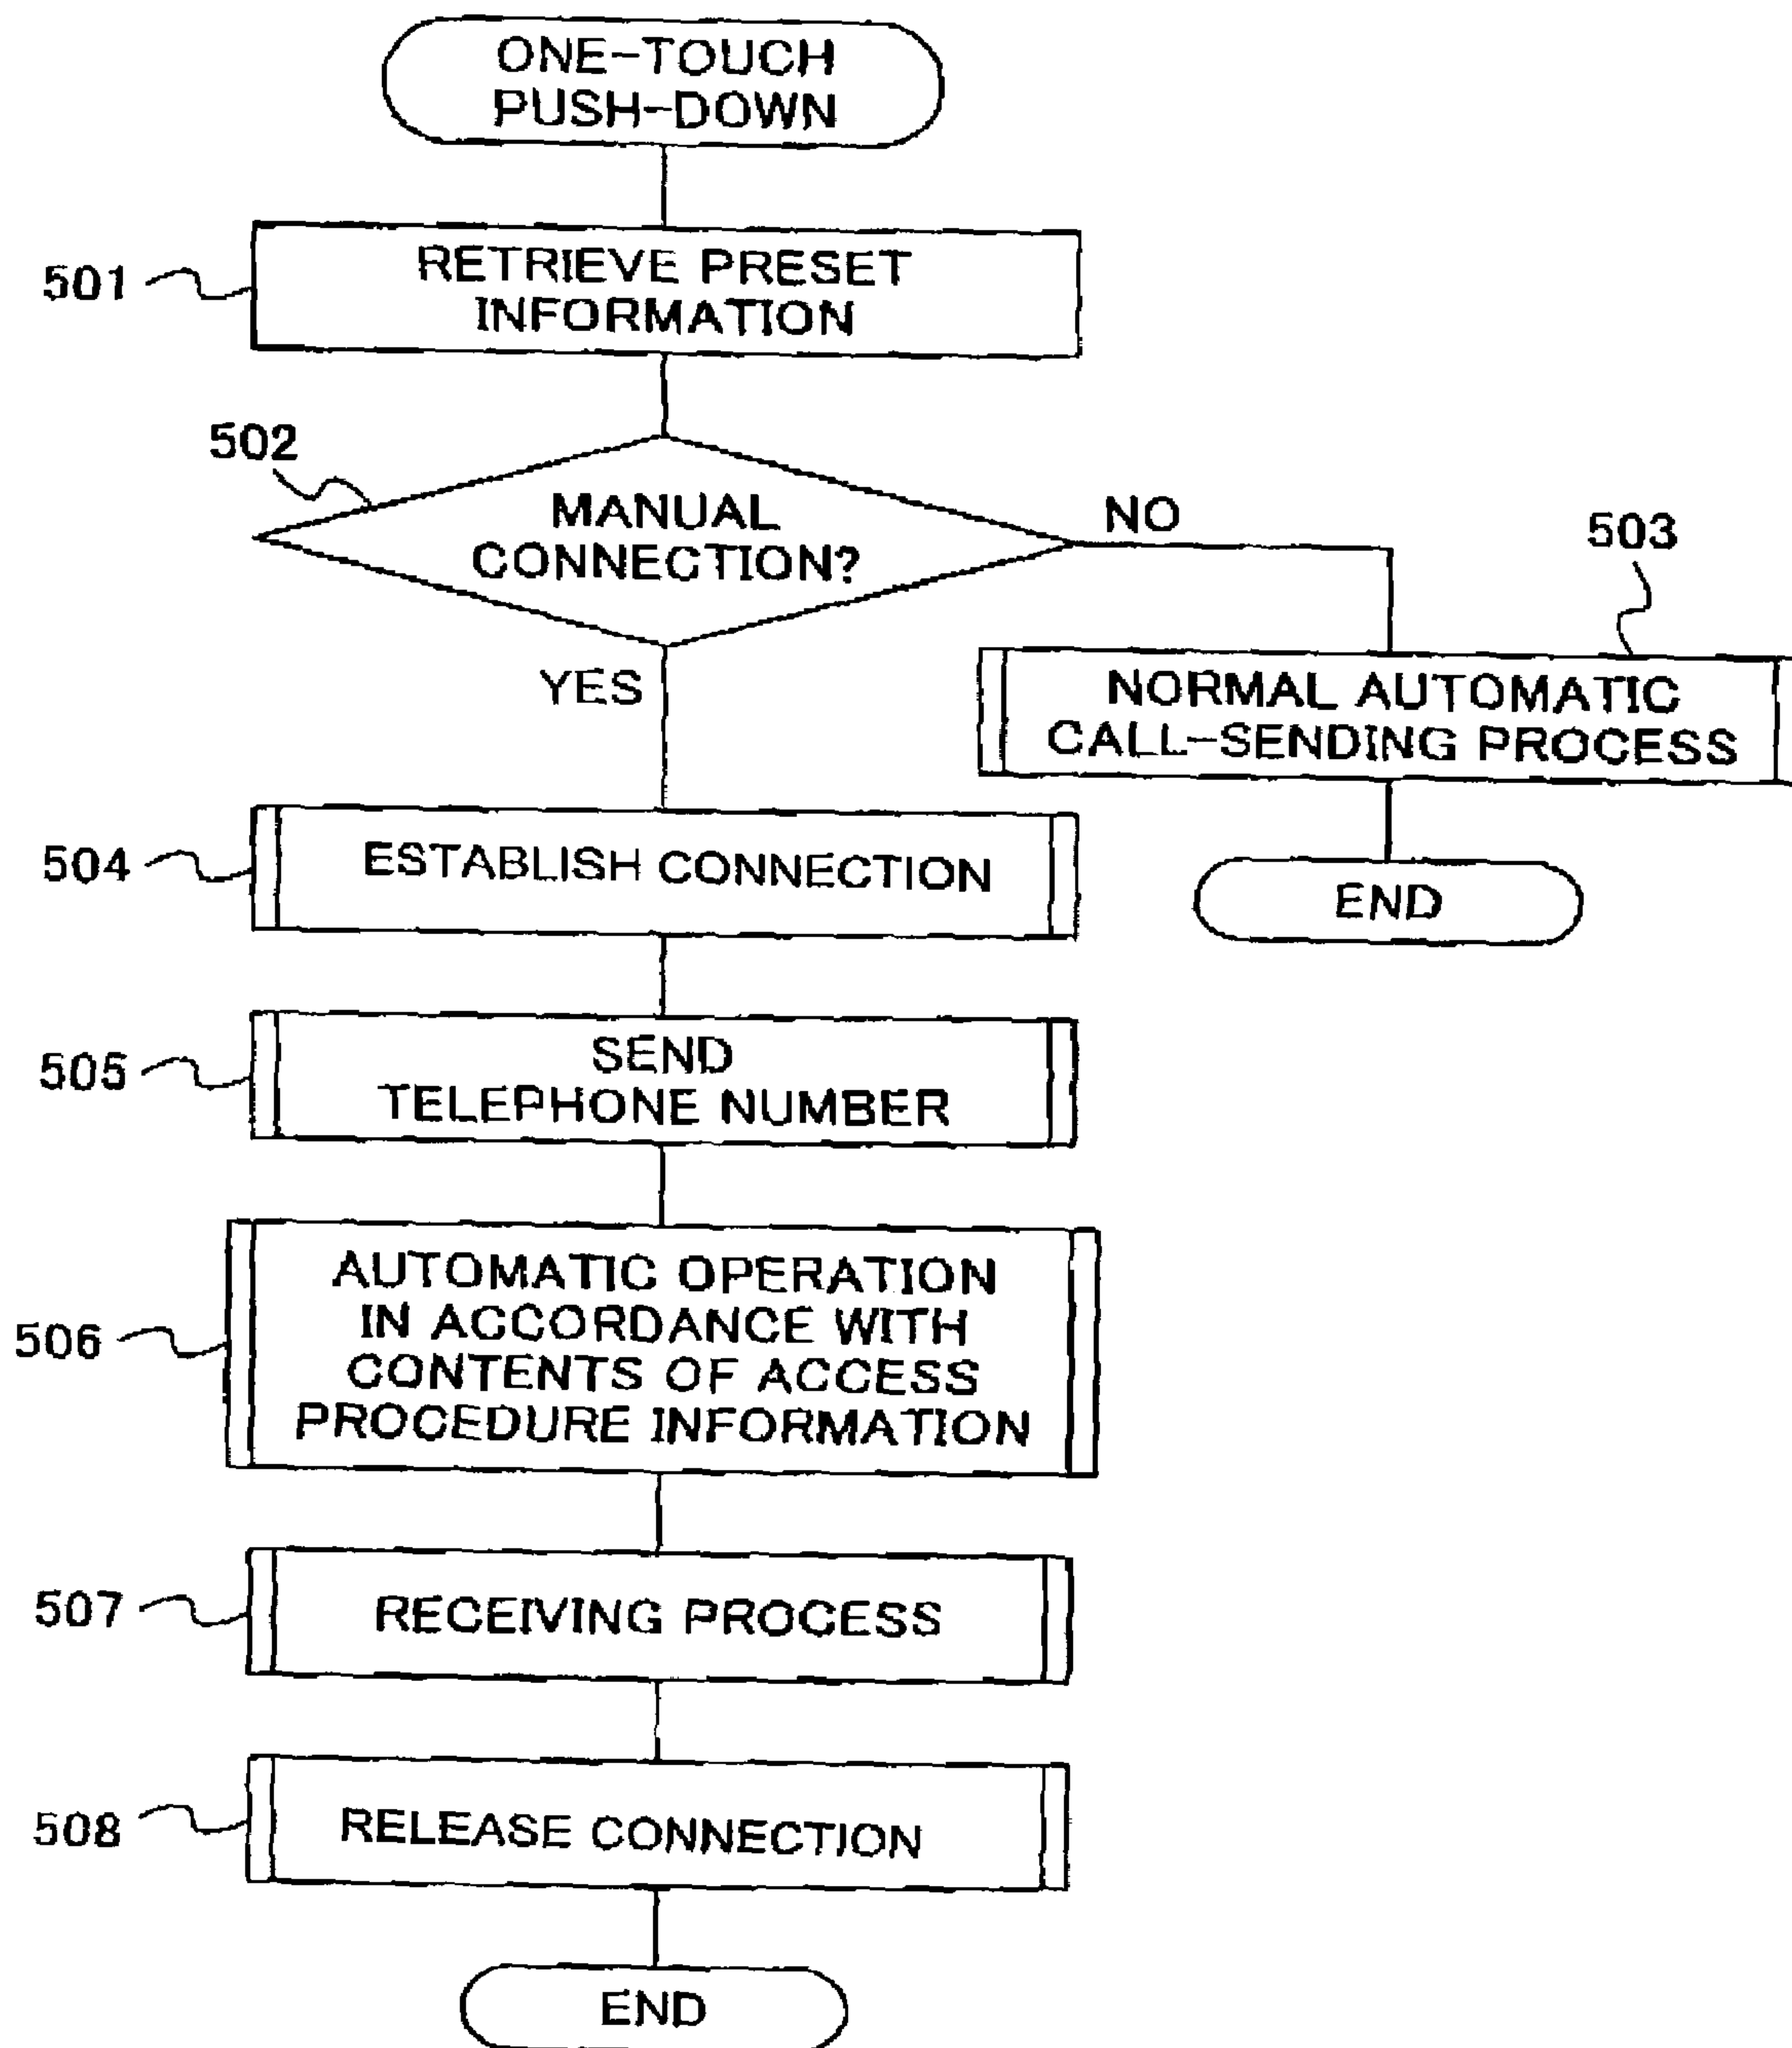 ONE-TOUCH
PUSH-DOWN
501
RETRIEVE PRESET
INFORMATION
502
MANUAL
CONNECTION?
NO
503
YES
NORMAL AUTOMATIC
CALL-SENDING PROCESS
504
ESTABLISH CONNECTION
END
505
SEND
TELEPHONE NUMBER
506
AUTOMATIC OPERATION
IN ACCORDANCE WITH
CONTENTS OF ACCESS
PROCEDURE INFORMATION
507
RECEIVING PROCESS
508
RELEASE CONNECTION
END